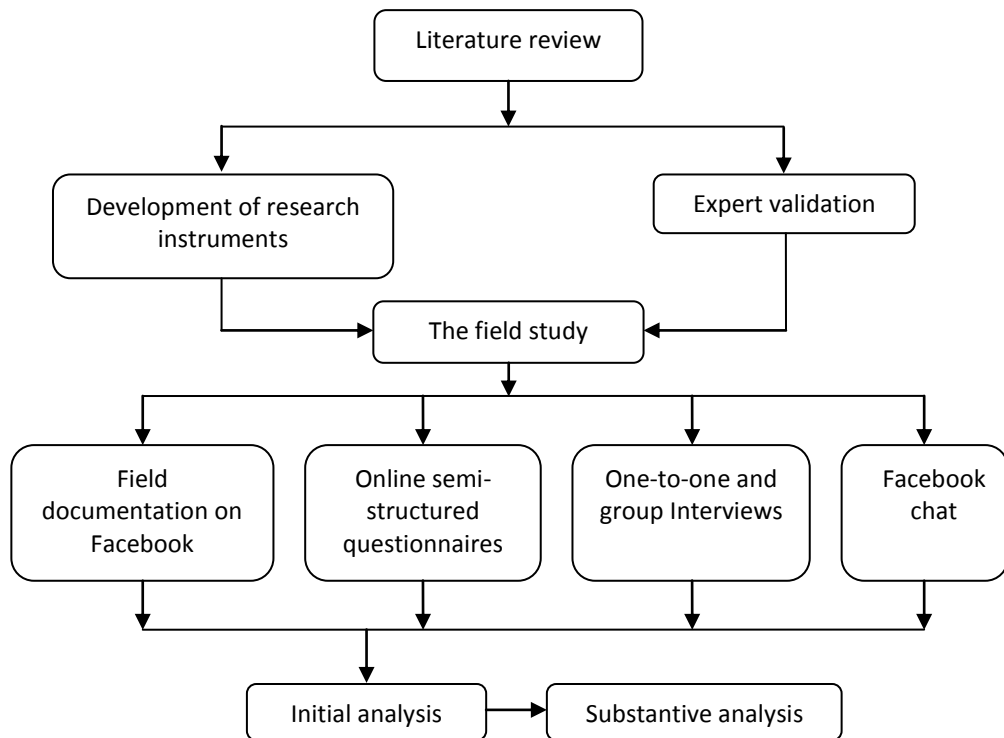 Literature review
Development of research
instruments
Expert validation
The field study
Field
documentation on
Facebook
Online semi-
structured
questionnaires
One-to-one and
group Interviews
Facebook
chat
Initial analysis
Substantive analysis